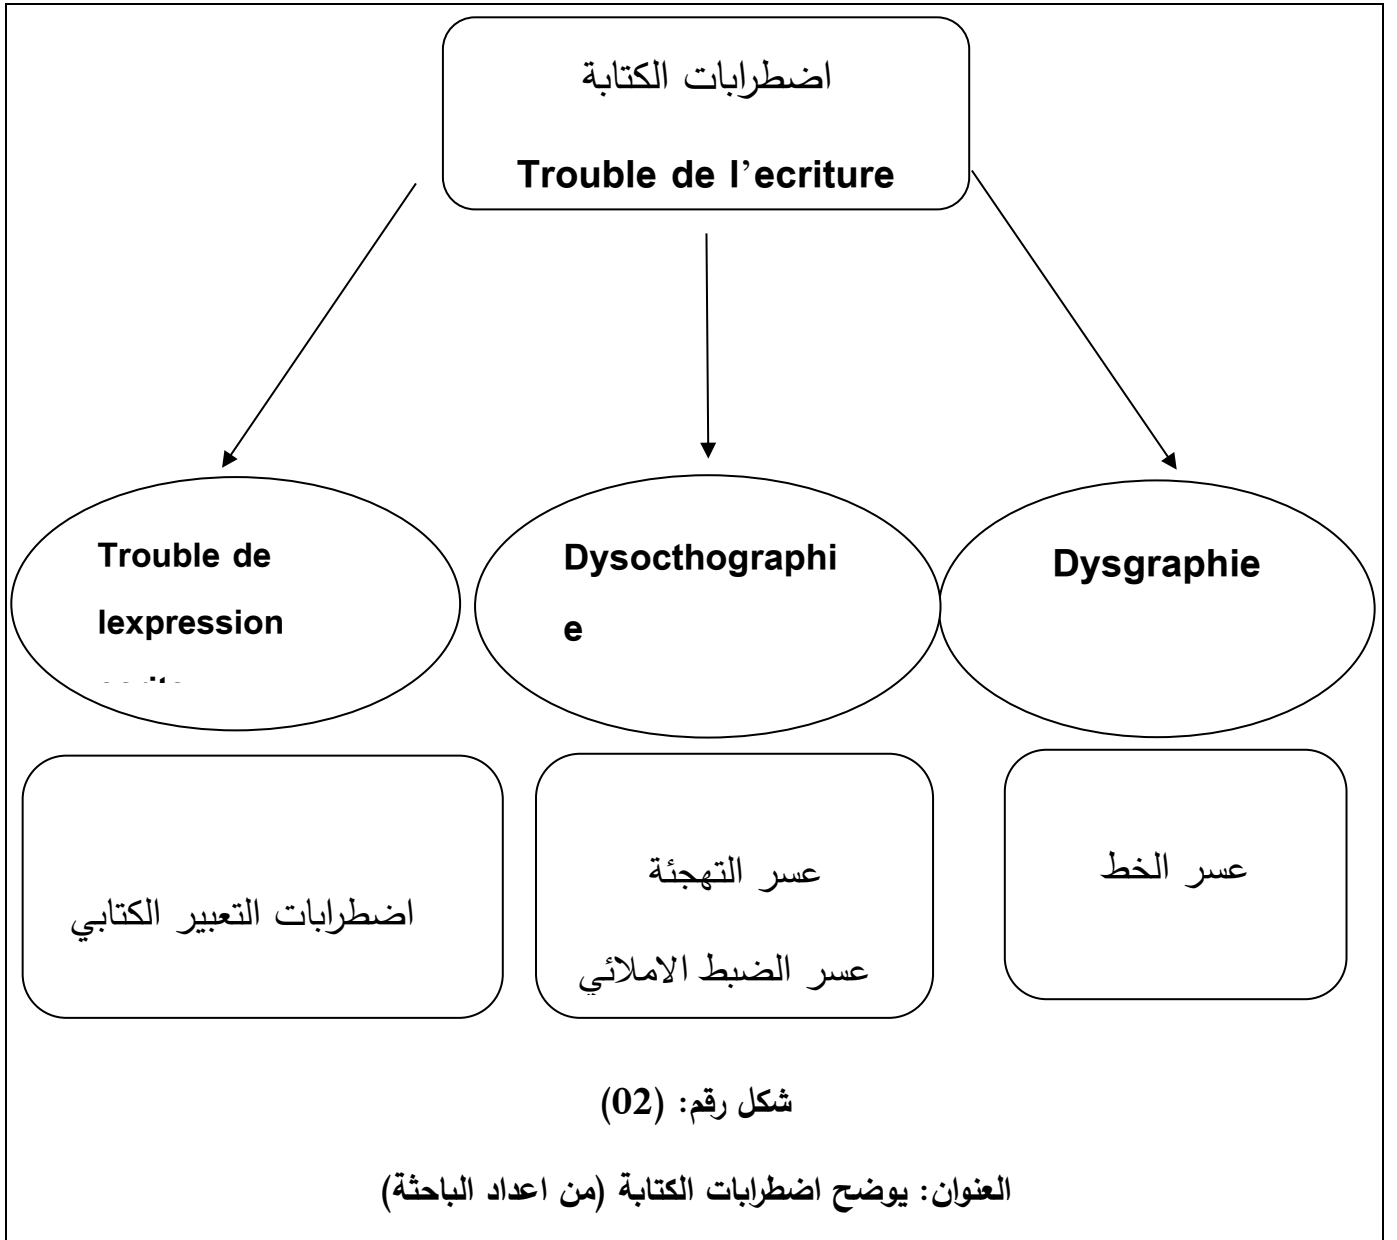 اضطرابات الكتابة
Trouble de l’ecriture
Trouble de
lexpression
Dysocthographi
e
Dysgraphie
اضطرابات التعبير الكتابي
عسر التهجئة
عسر الضبط الاملائي
عسر الخط
شكل رقم: (02)
العنوان: يوضح اضطرابات الكتابة (من اعداد الباحثة)